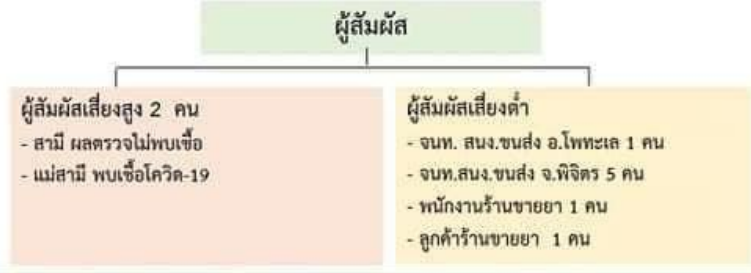 ผู้สัมผัส
ผู้สัมผัสเสี่ยงสูง 2 คน
- สามี ผลตรวจไม่พบเชื้อ
- แม่สามี พบเชื้อโควิด-19
ผู้สัมผัสเสี่ยงต่ำ
- จนท. สนง.ขนส่ง อ.โพทะเล 1 คน
- จนท.สนง.ขนส่ง จ.พิจิตร 5 คน
- พนักงานร้านขายยา 1 คน
- ลูกค้าร้านขายยา 1 คน